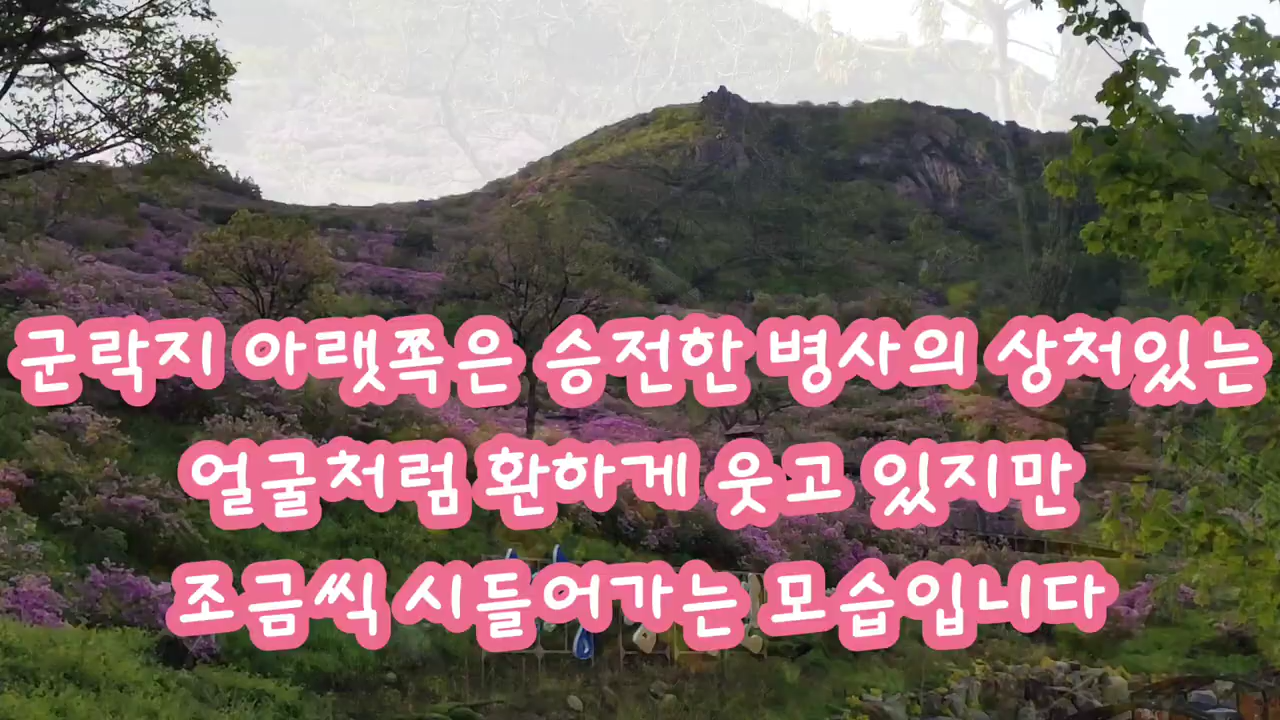 군락지 아랫쪽은 승전한 병사의 상처있는
얼굴처럼 환하게 웃고 있지만
조금씩 시들어가는 모습입니다